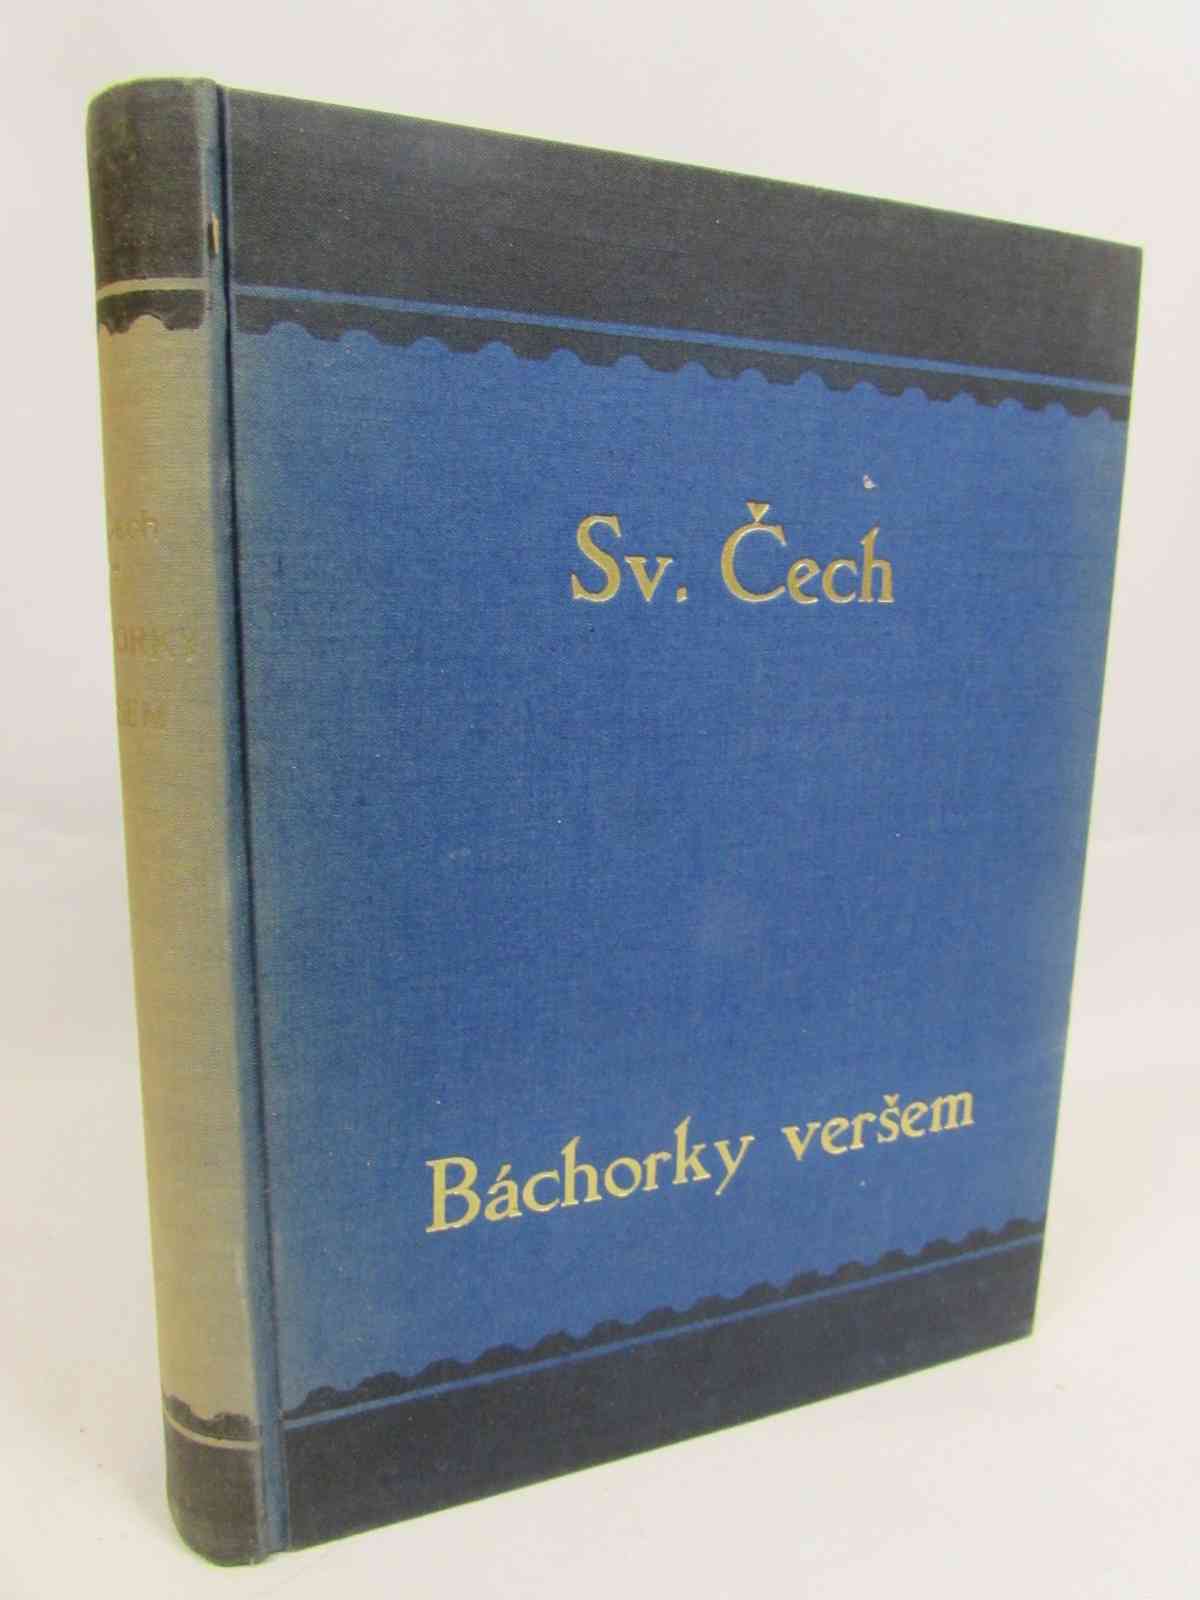 Sv. Čech
Báchorky veršem